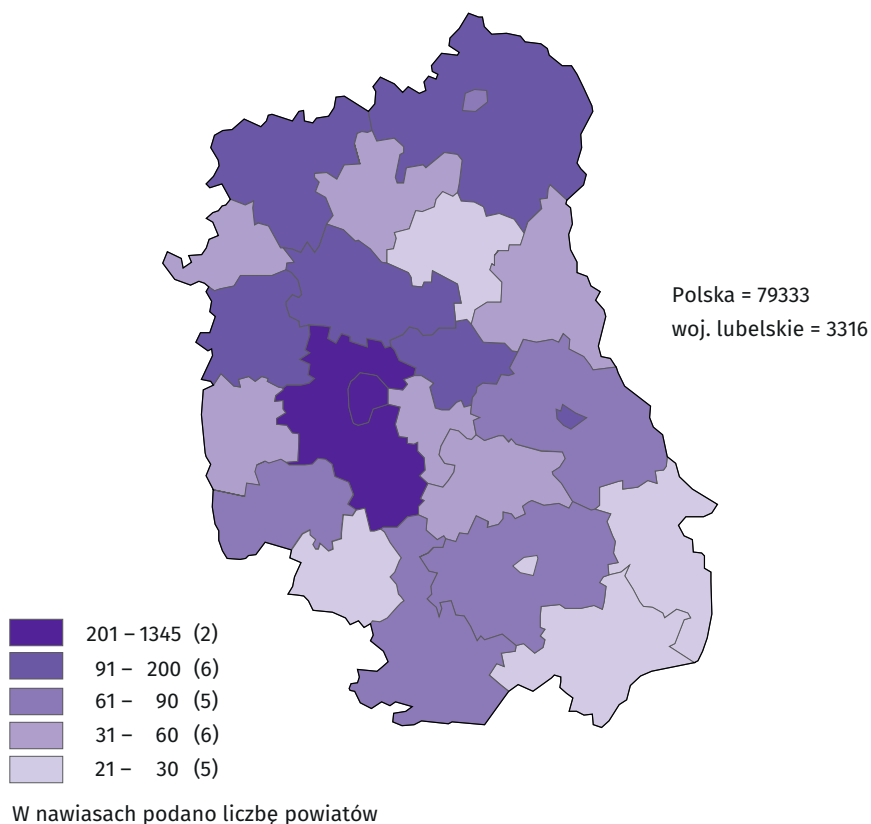 Polska = 79333
woj. lubelskie = 3316
201 – 1345 (2)
91 – 200 (6)
61 – 90 (5)
31 – 60 (6)
21 – 30 (5)
W nawiasach podano liczbę powiatów